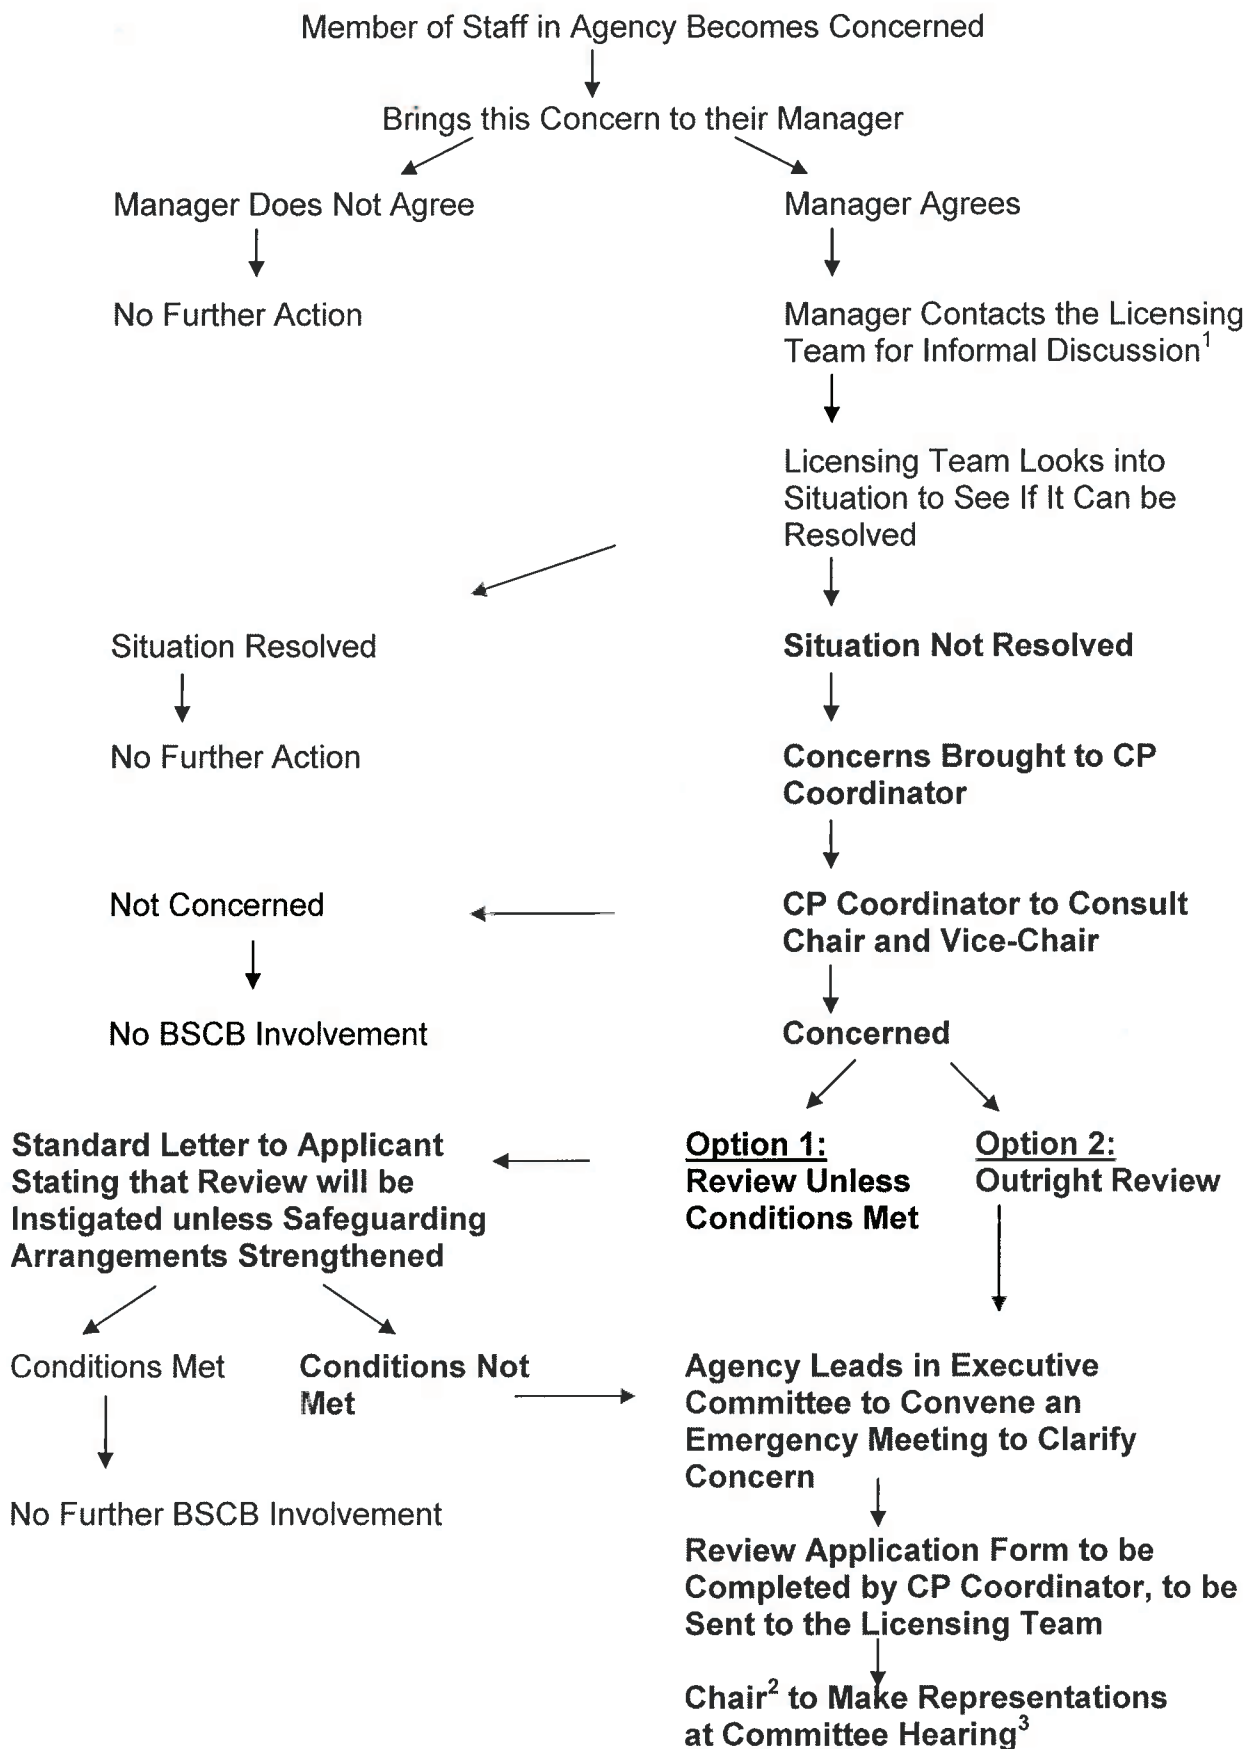 Member of Staff in Agency Becomes Concerned
Brings this Concern to their Manager
Manager Does Not Agree
Manager Agrees
No Further Action
Manager Contacts the Licensing
Team for Informal Discussion1
Licensing Team Looks into
Situation to See If It Can be
Resolved
Situation Resolved
Situation Not Resolved
No Further Action
Concerns Brought to CP
Coordinator
Not Concerned
CP Coordinator to Consult
Chair and Vice-Chair
No BSCB Involvement
Concerned
Standard Letter to Applicant
Stating that Review will be
Instigated unless Safeguarding
Arrangements Strengthened
Option 1:
Review Unless
Conditions Met
Option 2:
Outright Review
Conditions Met
Conditions Not
Met
Agency Leads in Executive
Committee to Convene an
Emergency Meeting to Clarify
Concern
No Further BSCB Involvement
Review Application Form to be
Completed by CP Coordinator, to be
Sent to the Licensing Team
Chair2 to Make Representations
at Committee Hearing3